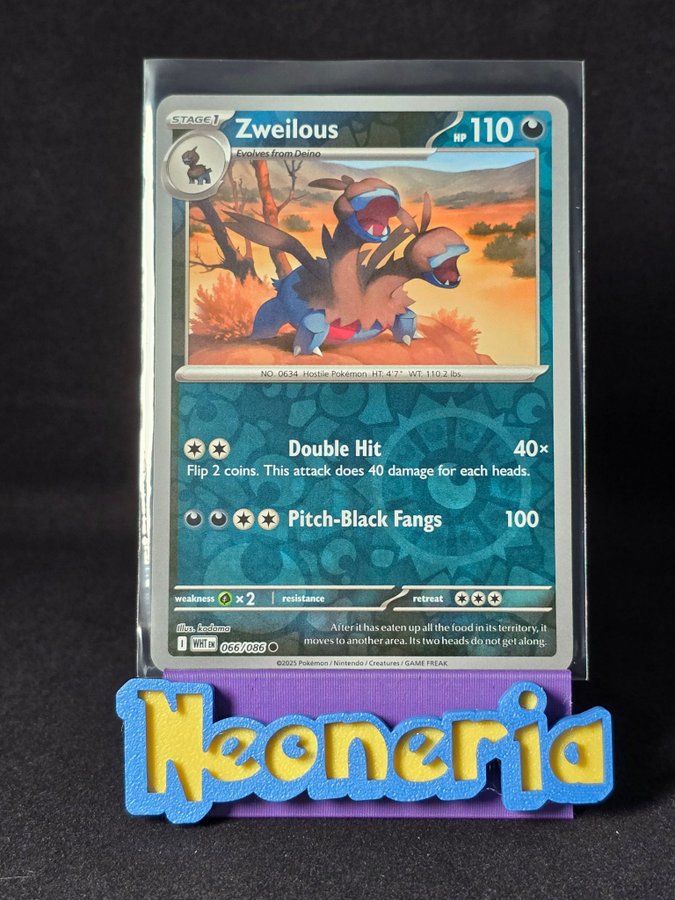 STAGE1
Zweilous
HP 110
Evolves from Deino
NO. 0634 Hostile Pokémon HT: 4'7" WT: 110.2 lbs.
Double Hit 40×
Flip 2 coins. This attack does 40 damage for each heads.
Pitch-Black Fangs 100
weakness ×2 resistance retreat
illus. kodama
After it has eaten up all the food in its territory, it
I WHT EN 066/086
moves to another area. Its two heads do not get along.
©2025 Pokémon / Nintendo / Creatures / GAME FREAK
Neoneria